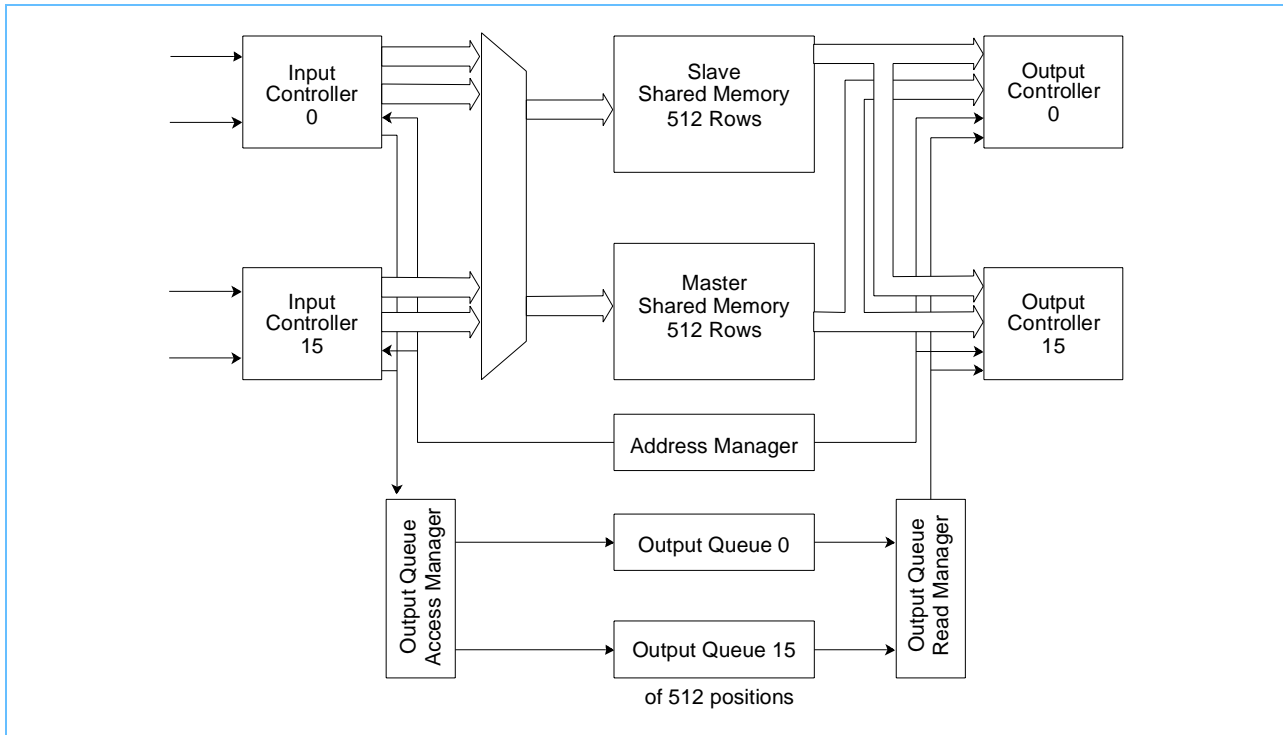 Input
Controller
0
Slave
Shared Memory
512 Rows
Output
Controller
0
Input
Controller
15
Master
Shared Memory
512 Rows
Output
Controller
15
Address Manager
Output Queue
Access Manager
Output Queue 0
Output Queue 15
of 512 positions
Output Queue
Read Manager